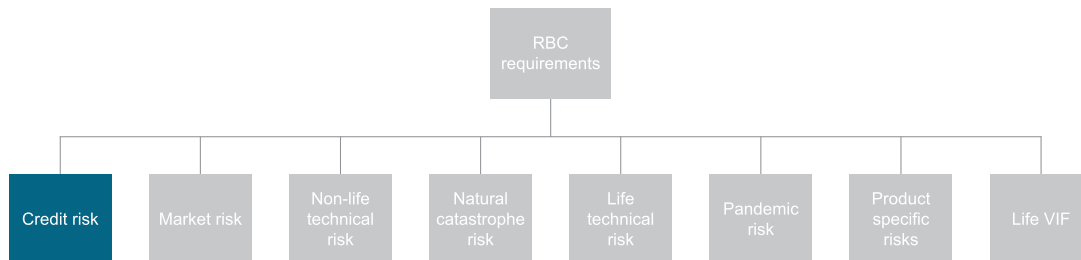 RBC
requirements
Credit risk
Market risk
Non-life
technical
risk
Natural
catastrophe
risk
Life
technical
risk
Pandemic
risk
Product
specific
risks
Life VIF